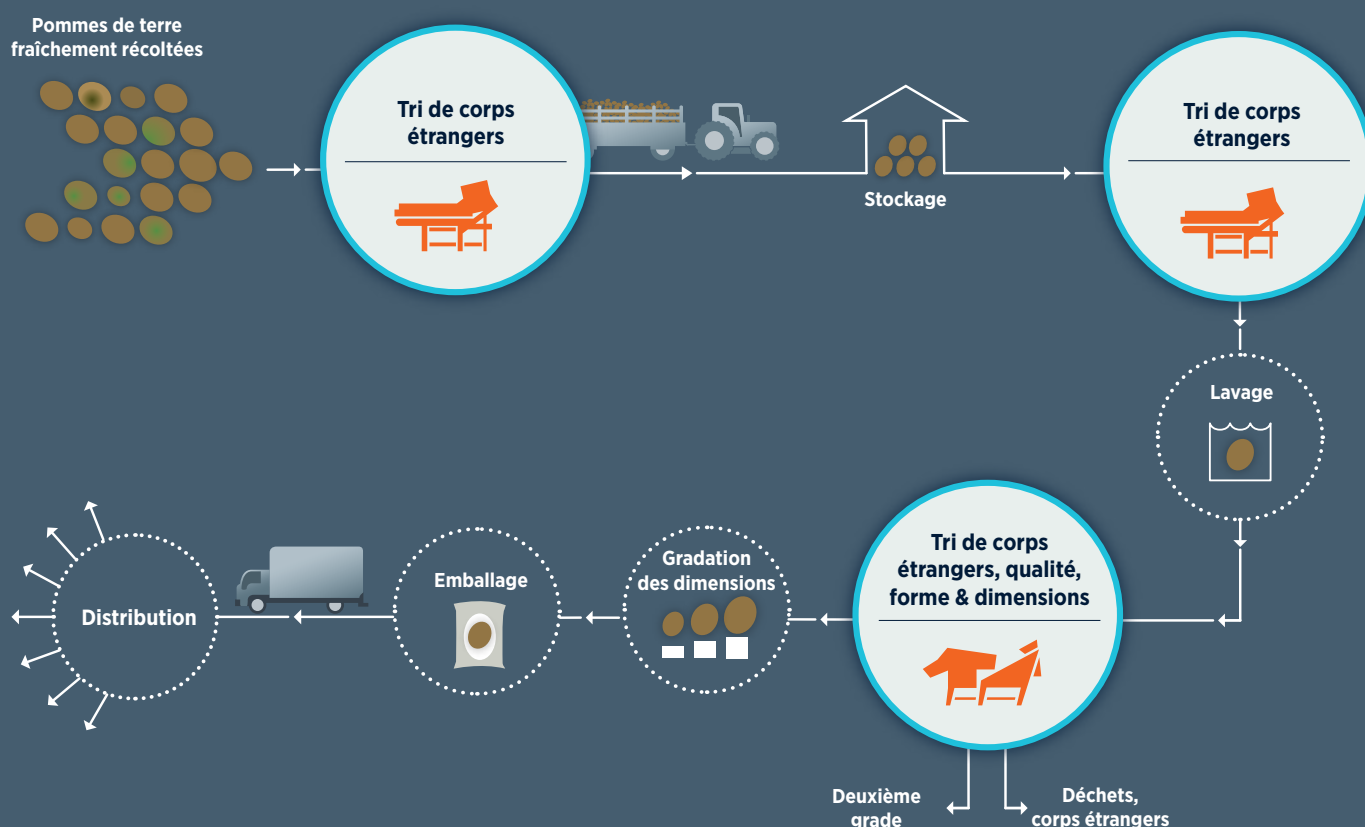 Pommes de terre
fraîchement récoltées
Tri de corps
étrangers
Stockage
Tri de corps
étrangers
Lavage
Tri de corps
étrangers, qualité,
forme & dimensions
Gradation
des dimensions
Emballage
Distribution
Deuxième
grade
Déchets,
corps étrangers